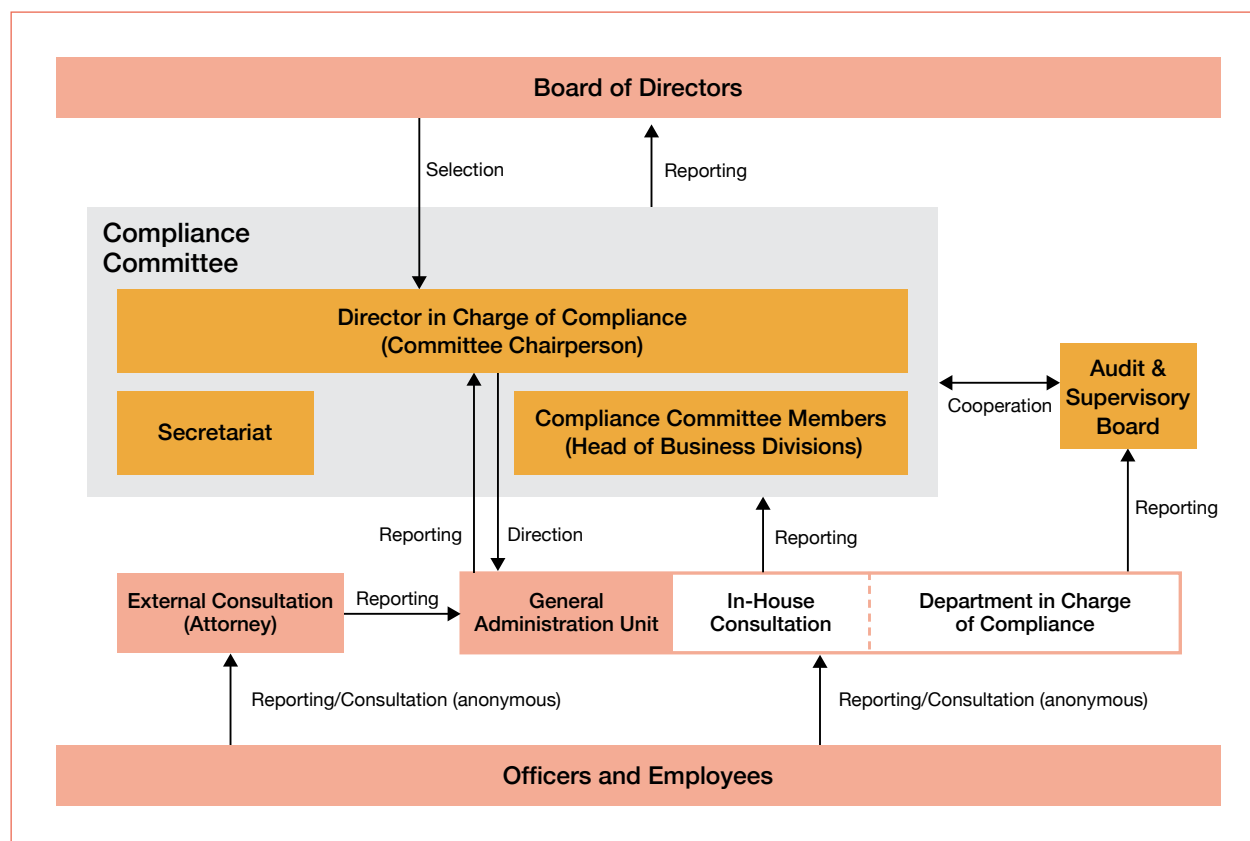 Board of Directors
Selection
Reporting
Compliance
Committee
Director in Charge of Compliance
(Committee Chairperson)
Secretariat
Compliance Committee Members
(Head of Business Divisions)
Cooperation
Audit &
Supervisory
Board
Reporting
Direction
Reporting
Reporting
External Consultation
(Attorney)
Reporting
General
Administration Unit
In-House
Consultation
Department in Charge
of Compliance
Reporting/Consultation (anonymous)
Reporting/Consultation (anonymous)
Officers and Employees